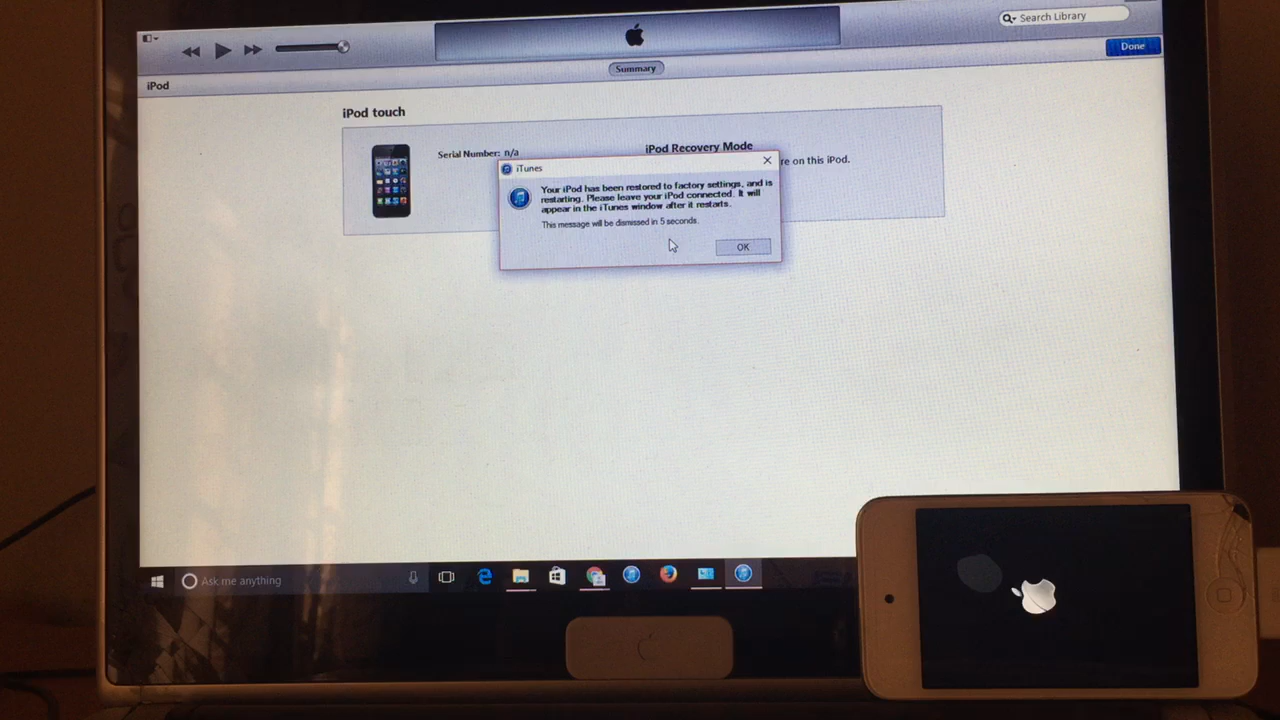 Search Library
Done
Summary
iPod
iPod touch
Serial Number: n/a
iPod Recovery Mode
re on this iPod.
iTunes
Your iPod has been restored to factory settings, and is
restarting. Please leave your iPod connected. It will
appear in the iTunes window after it restarts.
This message will be dismissed in 5 seconds.
OK
Ask me anything